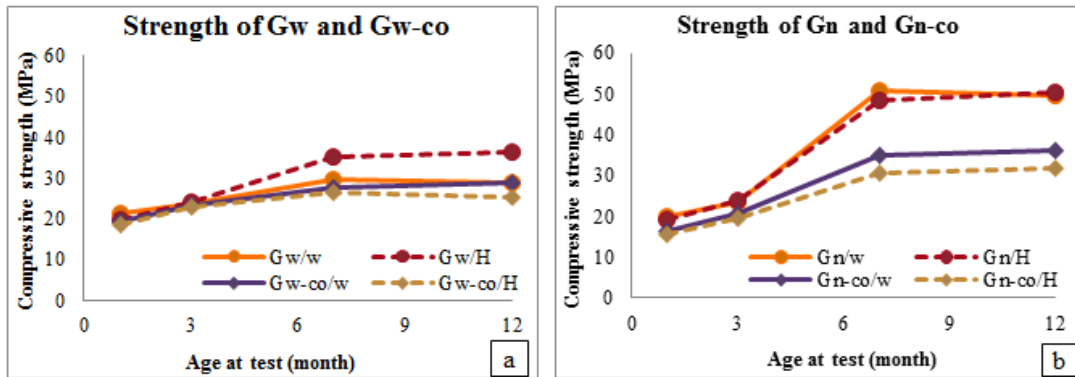 Strength of Gw and Gw-co
Compressive strength (MPa)
60
50
40
30
20
10
0
Gw/w
Gw/H
Gw-co/w
Gw-co/H
0 3 6 9 12
Age at test (month)
a
Strength of Gn and Gn-co
Compressive strength (MPa)
60
50
40
30
20
10
0
Gn/w
Gn/H
Gn-co/w
Gn-co/H
0 3 6 9 12
Age at test (month)
b